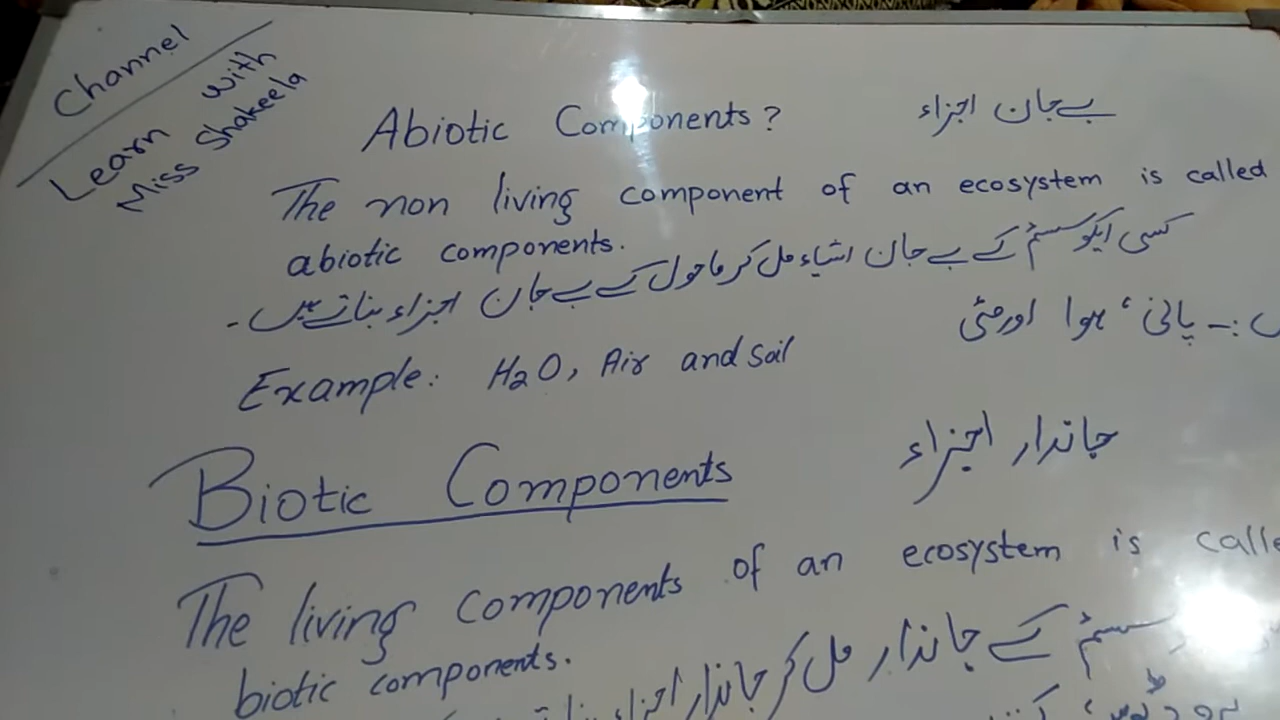 Channel
Learn with
Miss Shakeela
Abiotic Components?
بے جان اجزاء
The non living component of an ecosystem is called
abiotic components.
کسی ایکوسسٹم کے بے جان اشیاء مل کر ماحول کے بے جان اجزاء بناتے ہیں۔
Example: H2O, Air and soil
:۔ پانی، ہوا اور مٹی
Biotic Components
جاندار اجزاء
The living components of an ecosystem is calle
biotic components.
سسٹم کے جاندار مل کر جاندار اجزاء